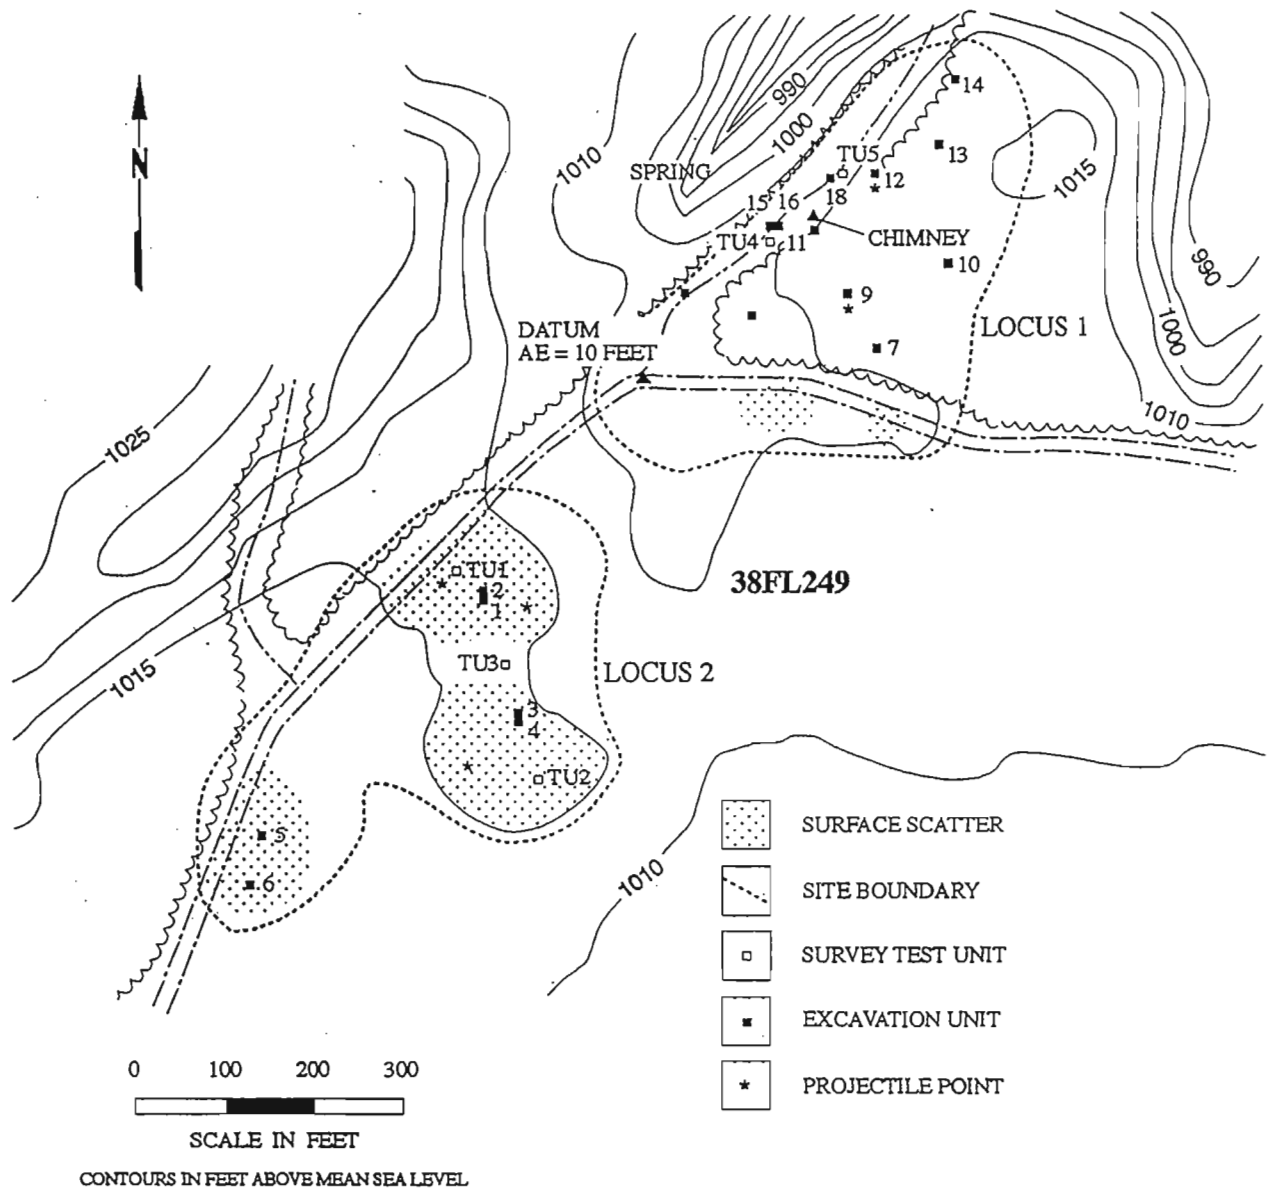 990
14
1000
1010
TU5
13
SPRING
12
1015
18
15 16
CHIMNEY
TU4
11
10
990
9
LOCUS 1
DATUM
AE = 10 FEET
7
1000
1010
1025
38FL249
TU1
2
1
TU3
LOCUS 2
1015
3
4
TU2
5
6
1010
SURFACE SCATTER
SITE BOUNDARY
SURVEY TEST UNIT
EXCAVATION UNIT
PROJECTILE POINT
N
0 100 200 300
SCALE IN FEET
CONTOURS IN FEET ABOVE MEAN SEA LEVEL